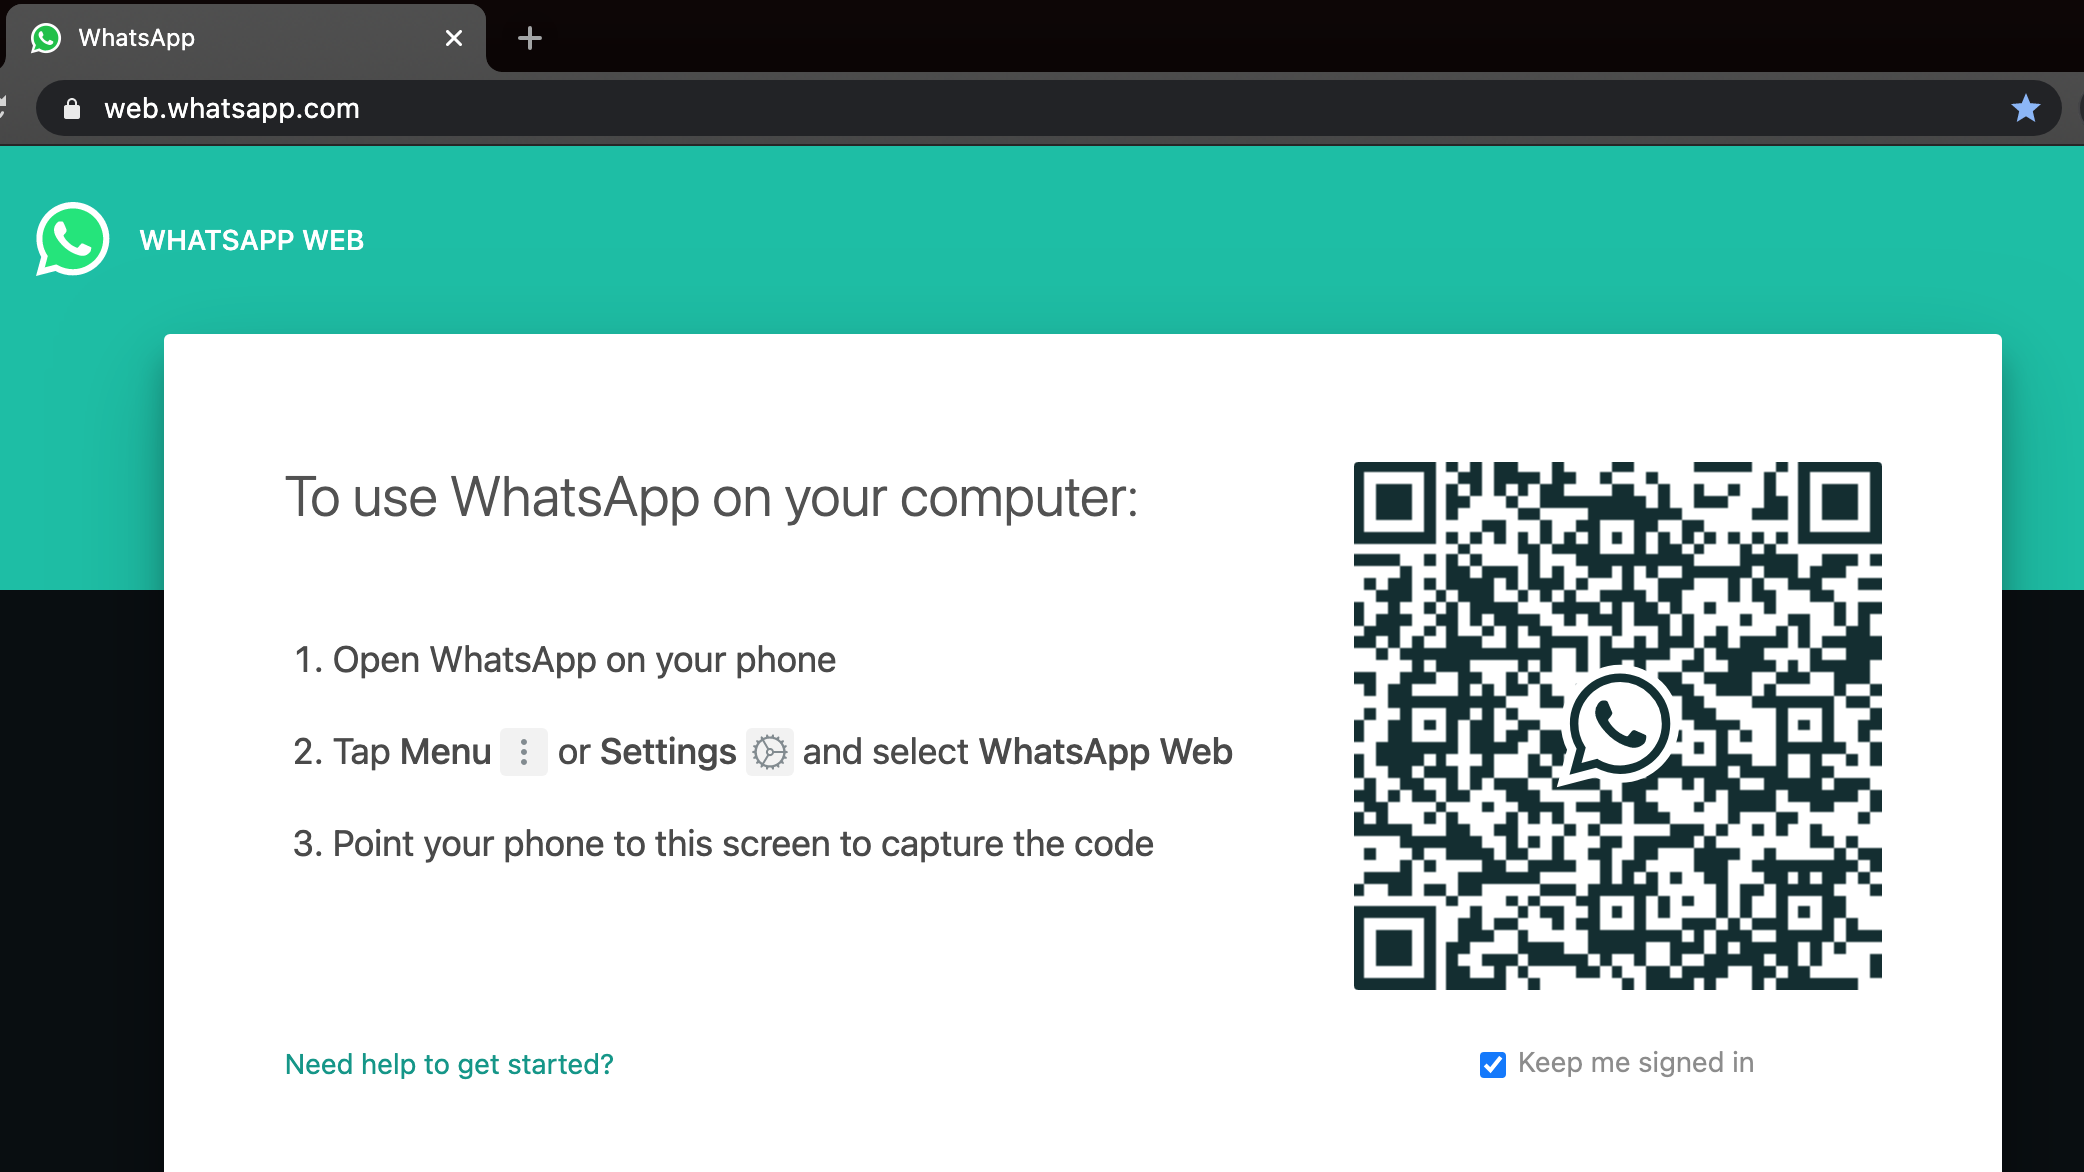 WhatsApp
web.whatsapp.com
WHATSAPP WEB
To use WhatsApp on your computer:
1. Open WhatsApp on your phone
2. Tap Menu or Settings and select WhatsApp Web
3. Point your phone to this screen to capture the code
Need help to get started?
Keep me signed in